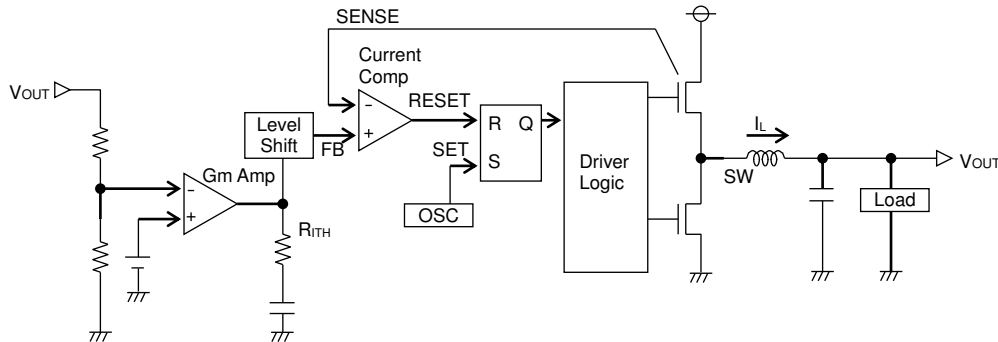 SENSE
Current
Comp
VOUT
RESET
Level
Shift
FB
R Q
SET
S
OSC
Driver
Logic
IL
SW
VOUT
Load
Gm Amp
RITH
-
+
-
+